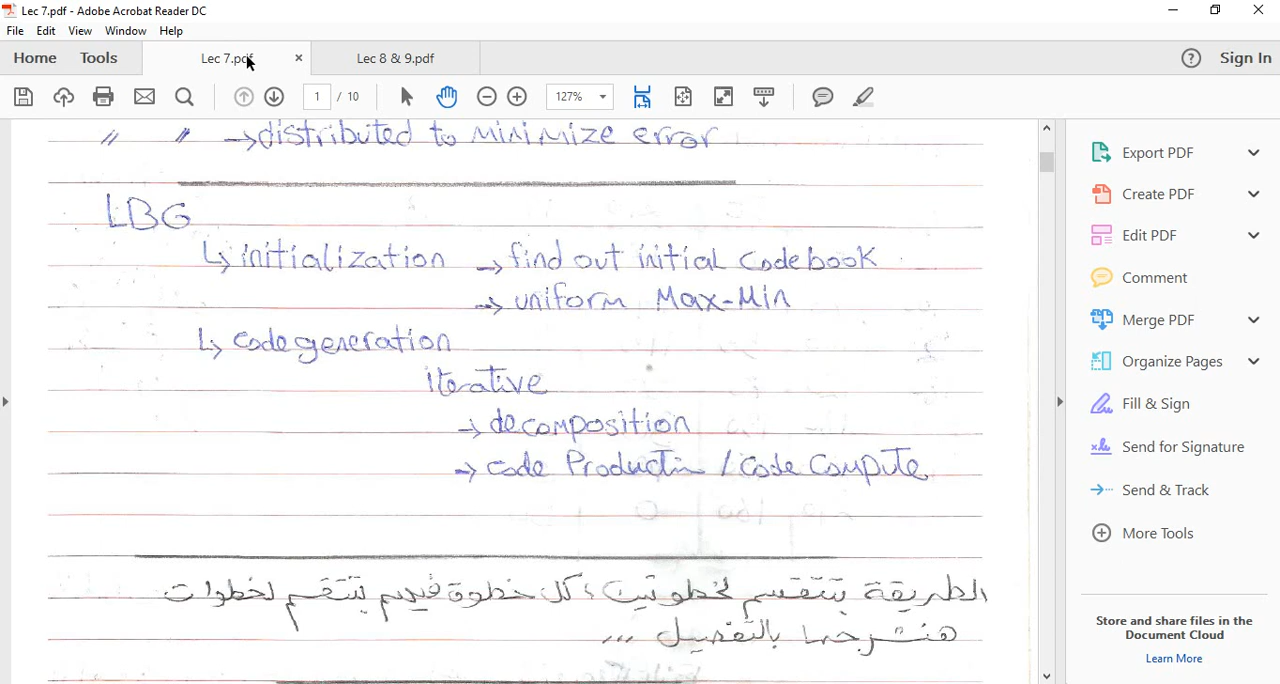 Lec 7.pdf - Adobe Acrobat Reader DC
File Edit View Window Help
Home Tools Lec 7.pdf × Lec 8 & 9.pdf Sign In
1 / 10 127%
〃 〃 → distributed to minimize error
LBG
↳ initialization → find out initial codebook
→ uniform Max-Min
↳ code generation
iterative
→ decomposition
→ code Production / code Compute
الطريقة بتتقسم لخطوتين، كل خطوة فيهم بتتقسم لخطوات
هنشرحها بالتفصيل ...
Export PDF
Create PDF
Edit PDF
Comment
Merge PDF
Organize Pages
Fill & Sign
Send for Signature
Send & Track
More Tools
Store and share files in the
Document Cloud
Learn More